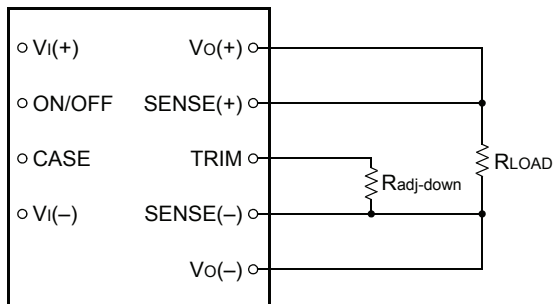 VI(+) VO(+)
ON/OFF SENSE(+)
CASE TRIM
Radj-down
RLOAD
VI(–) SENSE(–)
VO(–)